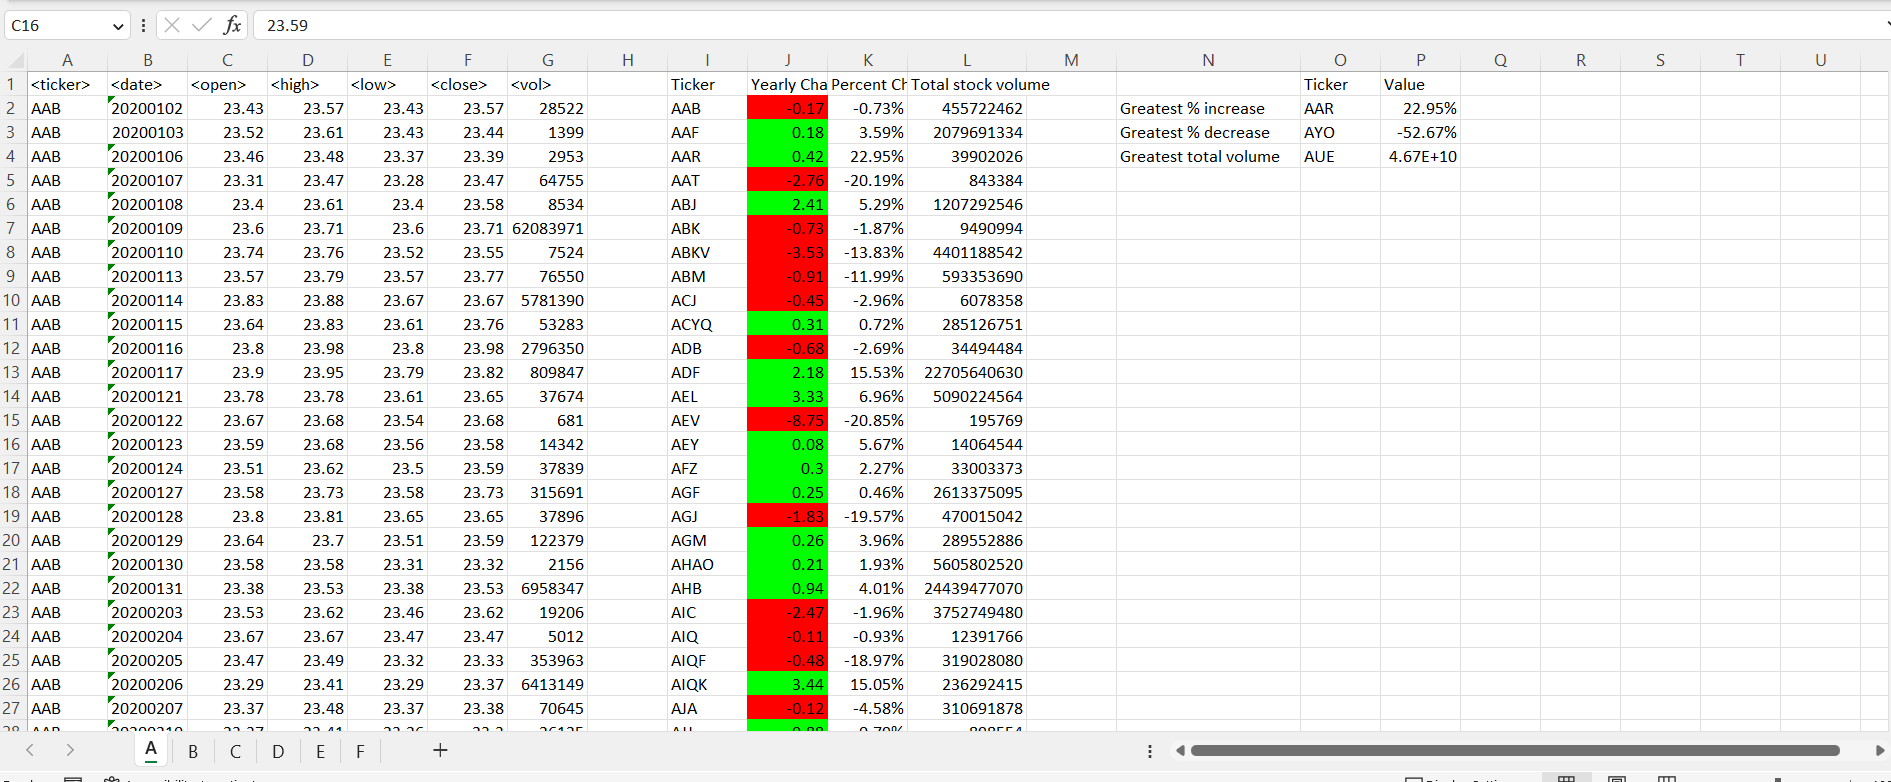 C16 fx 23.59
A B C D E F G H I J K L M N O P Q R S T U
1 <ticker> <date> <open> <high> <low> <close> <vol> Ticker Yearly Cha Percent Ch Total stock volume Ticker Value
2 AAB 20200102 23.43 23.57 23.43 23.57 28522 AAB -0.17 -0.73% 455722462 Greatest % increase AAR 22.95%
3 AAB 20200103 23.52 23.61 23.43 23.44 1399 AAF 0.18 3.59% 2079691334 Greatest % decrease AYO -52.67%
4 AAB 20200106 23.46 23.48 23.37 23.39 2953 AAR 0.42 22.95% 39902026 Greatest total volume AUE 4.67E+10
5 AAB 20200107 23.31 23.47 23.28 23.47 64755 AAT -2.76 -20.19% 843384
6 AAB 20200108 23.4 23.61 23.4 23.58 8534 ABJ 2.41 5.29% 1207292546
7 AAB 20200109 23.6 23.71 23.6 23.71 62083971 ABK -0.73 -1.87% 9490994
8 AAB 20200110 23.74 23.76 23.52 23.55 7524 ABKV -3.53 -13.83% 4401188542
9 AAB 20200113 23.57 23.79 23.57 23.77 76550 ABM -0.91 -11.99% 593353690
10 AAB 20200114 23.83 23.88 23.67 23.67 5781390 ACJ -0.45 -2.96% 6078358
11 AAB 20200115 23.64 23.83 23.61 23.76 53283 ACYQ 0.31 0.72% 285126751
12 AAB 20200116 23.8 23.98 23.8 23.98 2796350 ADB -0.68 -2.69% 34494484
13 AAB 20200117 23.9 23.95 23.79 23.82 809847 ADF 2.18 15.53% 22705640630
14 AAB 20200121 23.78 23.78 23.61 23.65 37674 AEL 3.33 6.96% 5090224564
15 AAB 20200122 23.67 23.68 23.54 23.68 681 AEV -8.75 -20.85% 195769
16 AAB 20200123 23.59 23.68 23.56 23.58 14342 AEY 0.08 5.67% 14064544
17 AAB 20200124 23.51 23.62 23.5 23.59 37839 AFZ 0.3 2.27% 33003373
18 AAB 20200127 23.58 23.73 23.58 23.73 315691 AGF 0.25 0.46% 2613375095
19 AAB 20200128 23.8 23.81 23.65 23.65 37896 AGJ -1.83 -19.57% 470015042
20 AAB 20200129 23.64 23.7 23.51 23.59 122379 AGM 0.26 3.96% 289552886
21 AAB 20200130 23.58 23.58 23.31 23.32 2156 AHAO 0.21 1.93% 5605802520
22 AAB 20200131 23.38 23.53 23.38 23.53 6958347 AHB 0.94 4.01% 24439477070
23 AAB 20200203 23.53 23.62 23.46 23.62 19206 AIC -2.47 -1.96% 3752749480
24 AAB 20200204 23.67 23.67 23.47 23.47 5012 AIQ -0.11 -0.93% 12391766
25 AAB 20200205 23.47 23.49 23.32 23.33 353963 AIQF -0.48 -18.97% 319028080
26 AAB 20200206 23.29 23.41 23.29 23.37 6413149 AIQK 3.44 15.05% 236292415
27 AAB 20200207 23.37 23.48 23.37 23.38 70645 AJA -0.12 -4.58% 310691878
A B C D E F